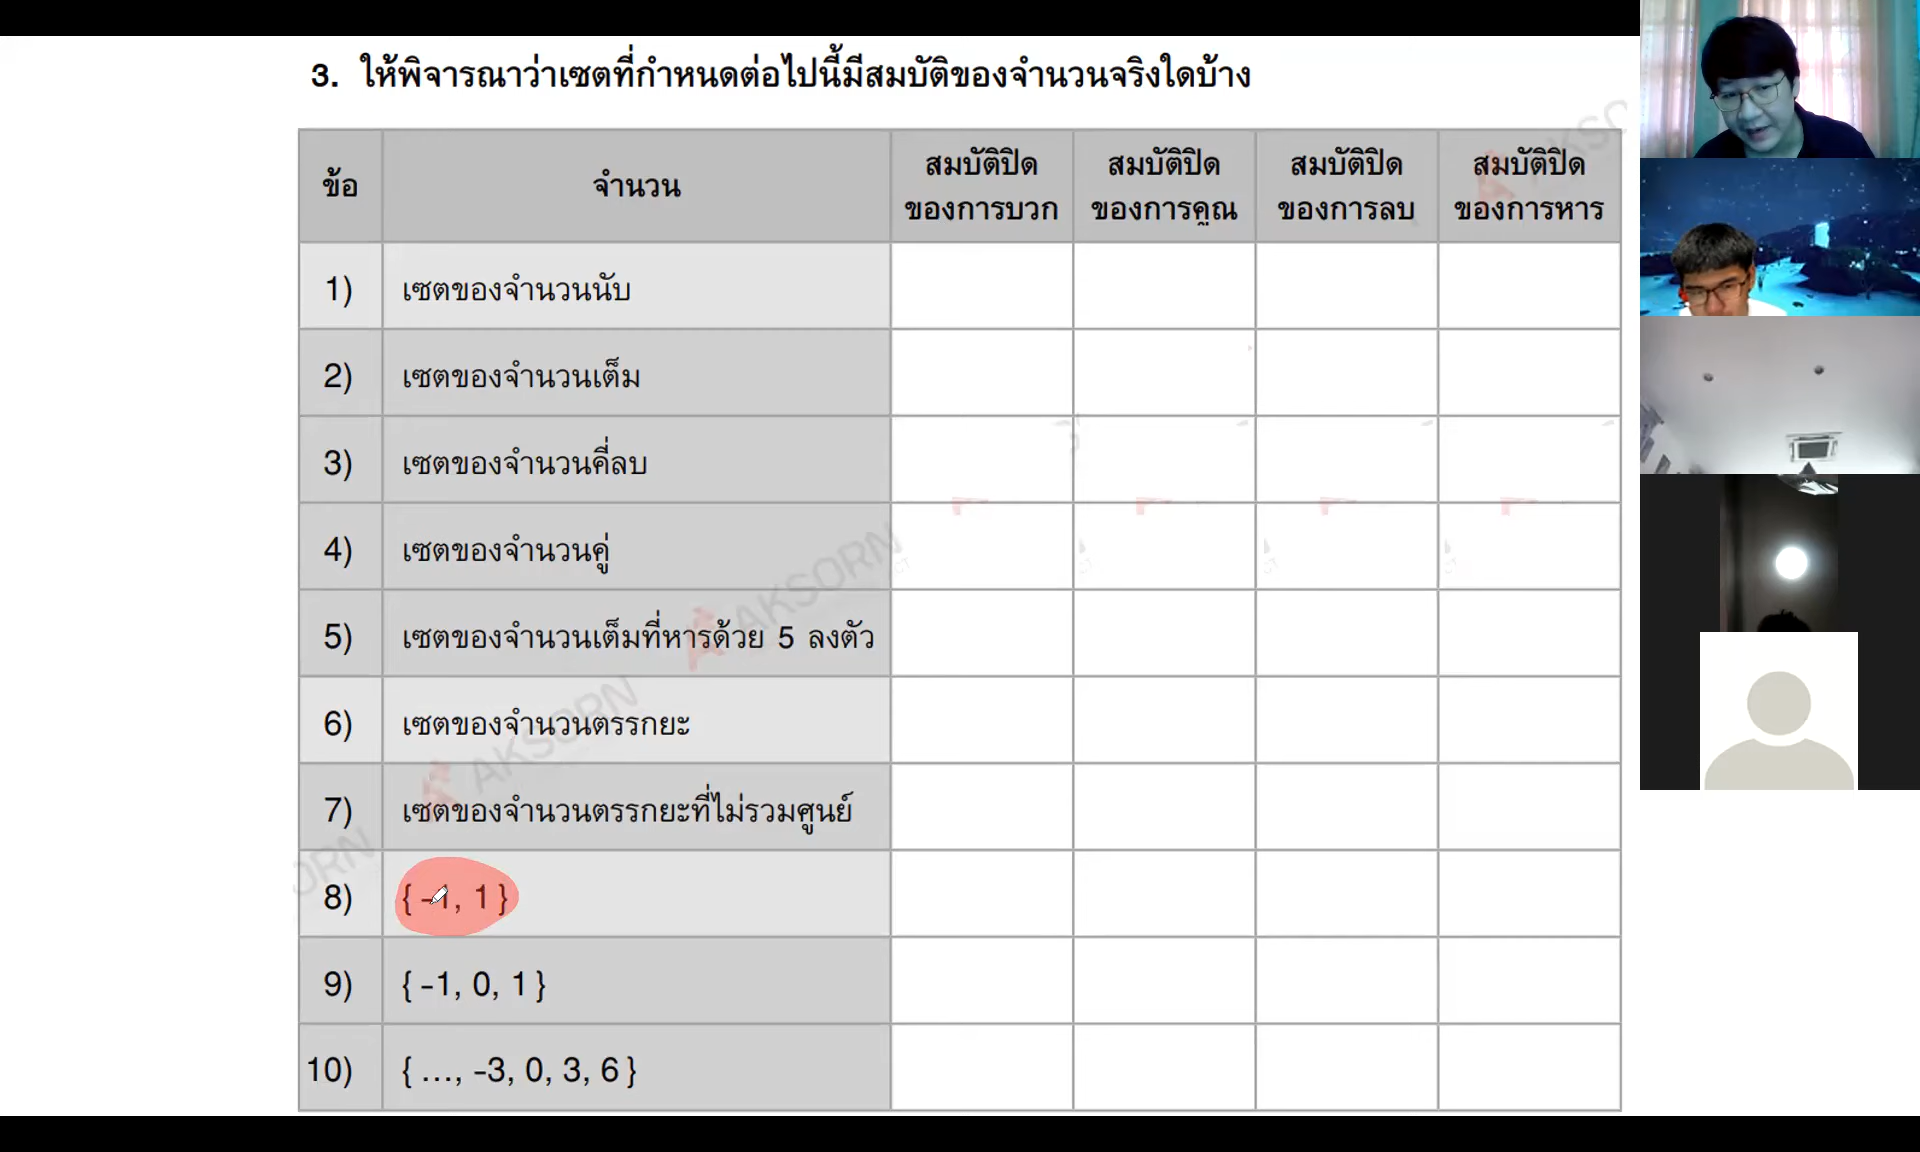 3. ให้พิจารณาว่าเซตที่กำหนดต่อไปนี้มีสมบัติของจำนวนจริงใดบ้าง
ข้อ จำนวน สมบัติปิดของการบวก สมบัติปิดของการคูณ สมบัติปิดของการลบ สมบัติปิดของการหาร
1) เซตของจำนวนนับ
2) เซตของจำนวนเต็ม
3) เซตของจำนวนคี่ลบ
4) เซตของจำนวนคู่
5) เซตของจำนวนเต็มที่หารด้วย 5 ลงตัว
6) เซตของจำนวนตรรกยะ
7) เซตของจำนวนตรรกยะที่ไม่รวมศูนย์
8) { -1, 1 }
9) { -1, 0, 1 }
10) { ..., -3, 0, 3, 6 }
AKSORN
AKSORN